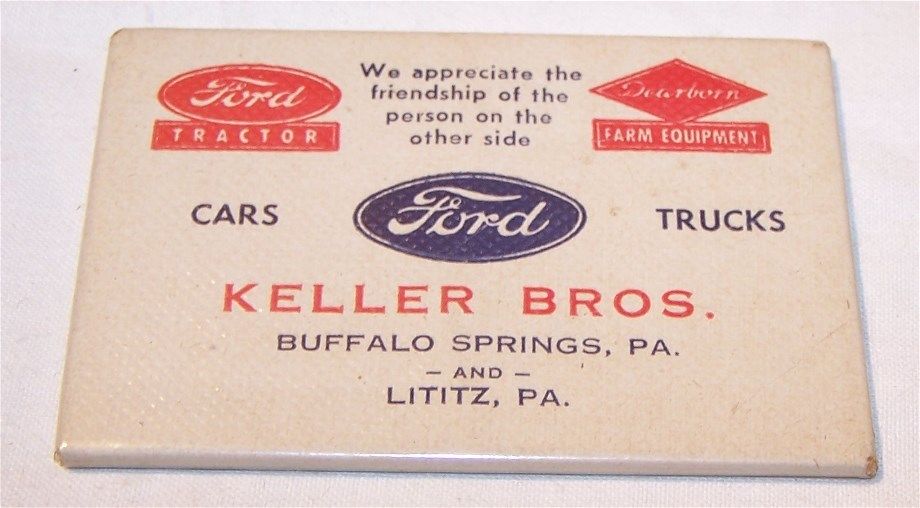 Ford
TRACTOR
We appreciate the
friendship of the
person on the
other side
Dearborn
FARM EQUIPMENT
CARS
Ford
TRUCKS
KELLER BROS.
BUFFALO SPRINGS, PA.
– AND –
LITITZ, PA.